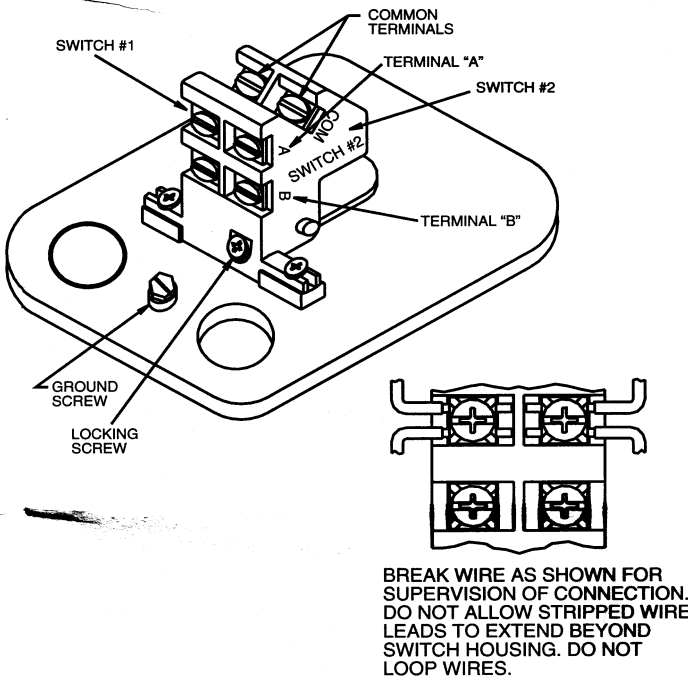 COMMON
TERMINALS
SWITCH #1
TERMINAL “A”
SWITCH #2
COM
A
SWITCH #2
B
TERMINAL “B”
GROUND
SCREW
LOCKING
SCREW
BREAK WIRE AS SHOWN FOR
SUPERVISION OF CONNECTION.
DO NOT ALLOW STRIPPED WIRE
LEADS TO EXTEND BEYOND
SWITCH HOUSING. DO NOT
LOOP WIRES.